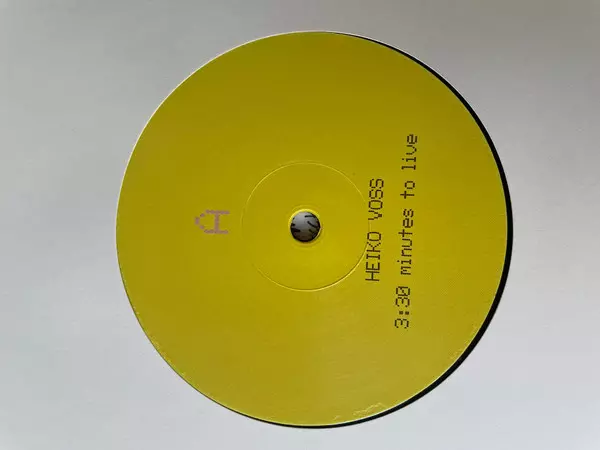 A
HEIKO VOSS
3:30 minutes to live